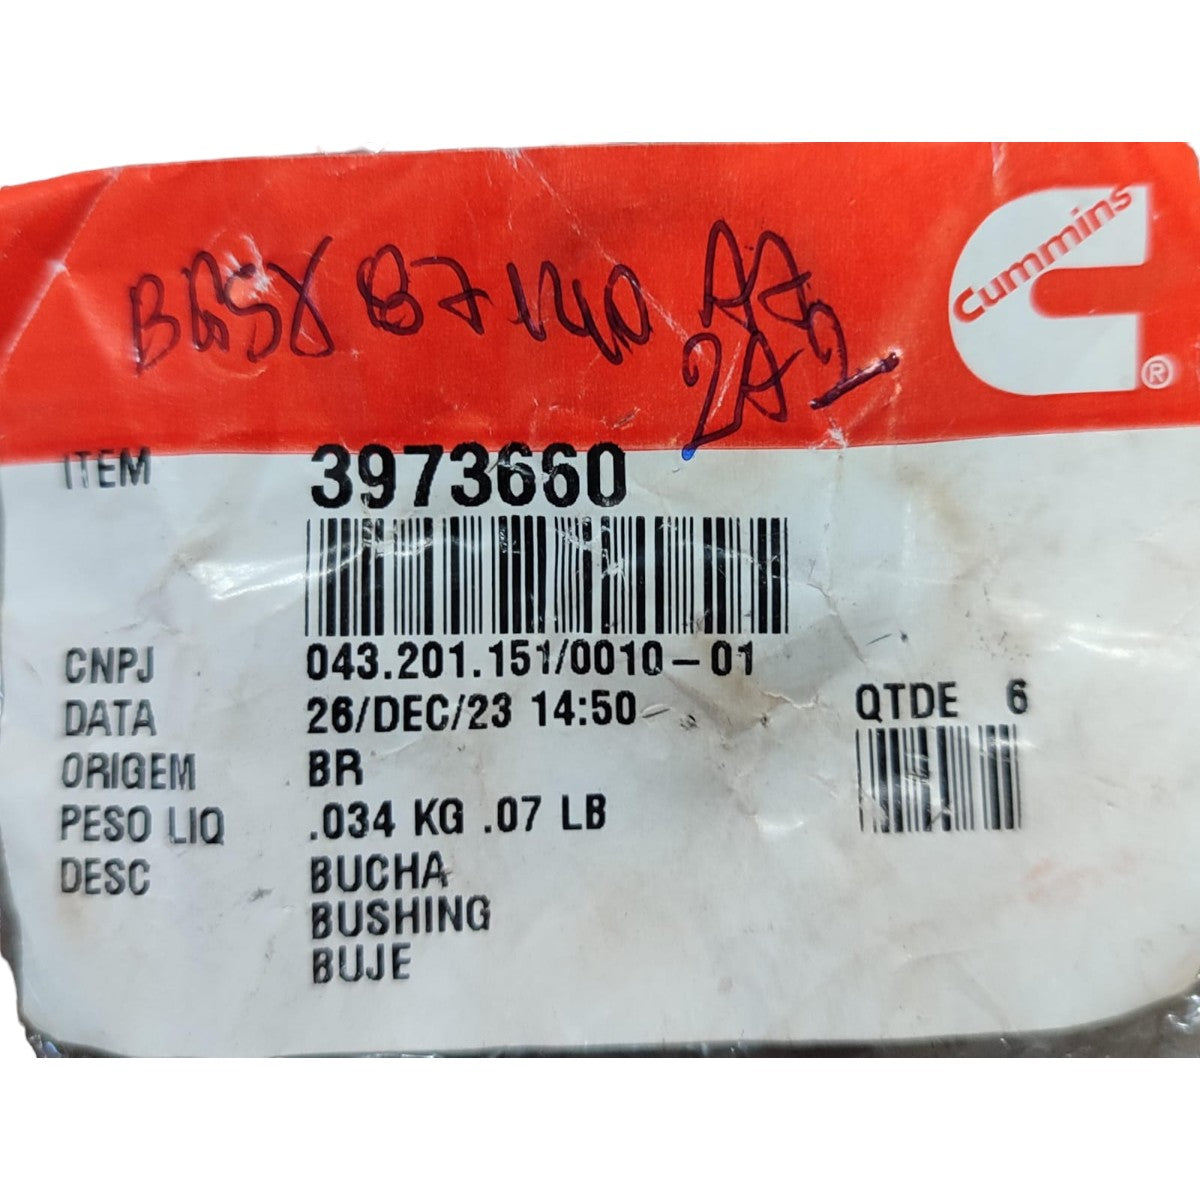 Cummins
®
ITEM 3973660
CNPJ 043.201.151/0010-01
DATA 26/DEC/23 14:50
QTDE 6
ORIGEM BR
PESO LIQ .034 KG .07 LB
DESC BUCHA
BUSHING
BUJE